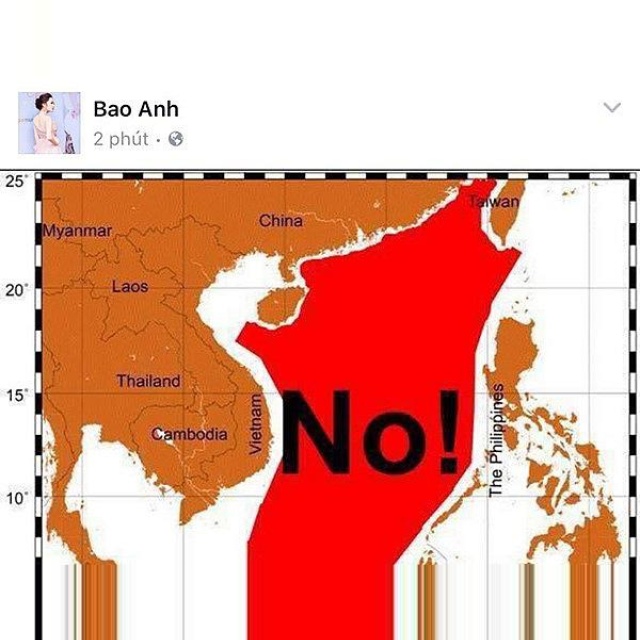 Bao Anh
2 phút ·
25°
Taiwan
China
Myanmar
Laos
20°
Thailand
15°
Vietnam
No!
The Philippines
Cambodia
10°